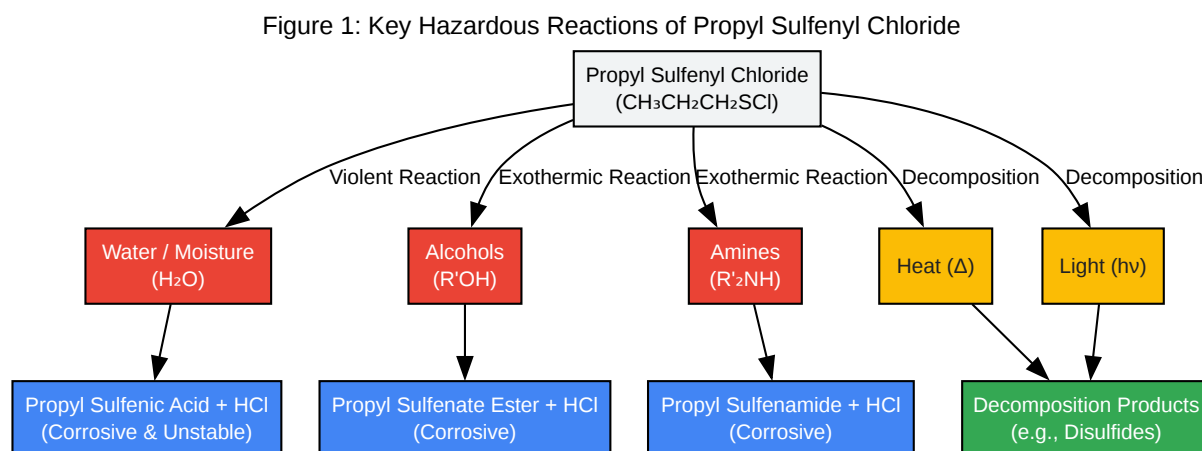 Figure 1: Key Hazardous Reactions of Propyl Sulfenyl Chloride
Propyl Sulfenyl Chloride
(CH₃CH₂CH₂SCl)
Violent Reaction
Exothermic Reaction
Exothermic Reaction
Decomposition
Decomposition
Water / Moisture
(H₂O)
Alcohols
(R'OH)
Amines
(R'₂NH)
Heat (Δ)
Light (hν)
Propyl Sulfenic Acid + HCl
(Corrosive & Unstable)
Propyl Sulfenate Ester + HCl
(Corrosive)
Propyl Sulfenamide + HCl
(Corrosive)
Decomposition Products
(e.g., Disulfides)